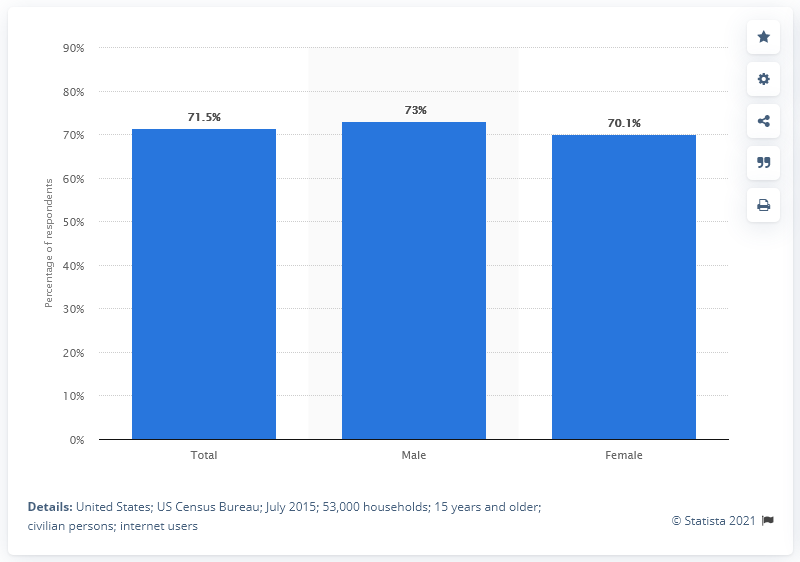 90%
80%
70%
60%
50%
40%
30%
20%
10%
0%
Percentage of respondents
71.5%
73%
70.1%
Total
Male
Female
Details: United States; US Census Bureau; July 2015; 53,000 households; 15 years and older;
civilian persons; internet users
© Statista 2021